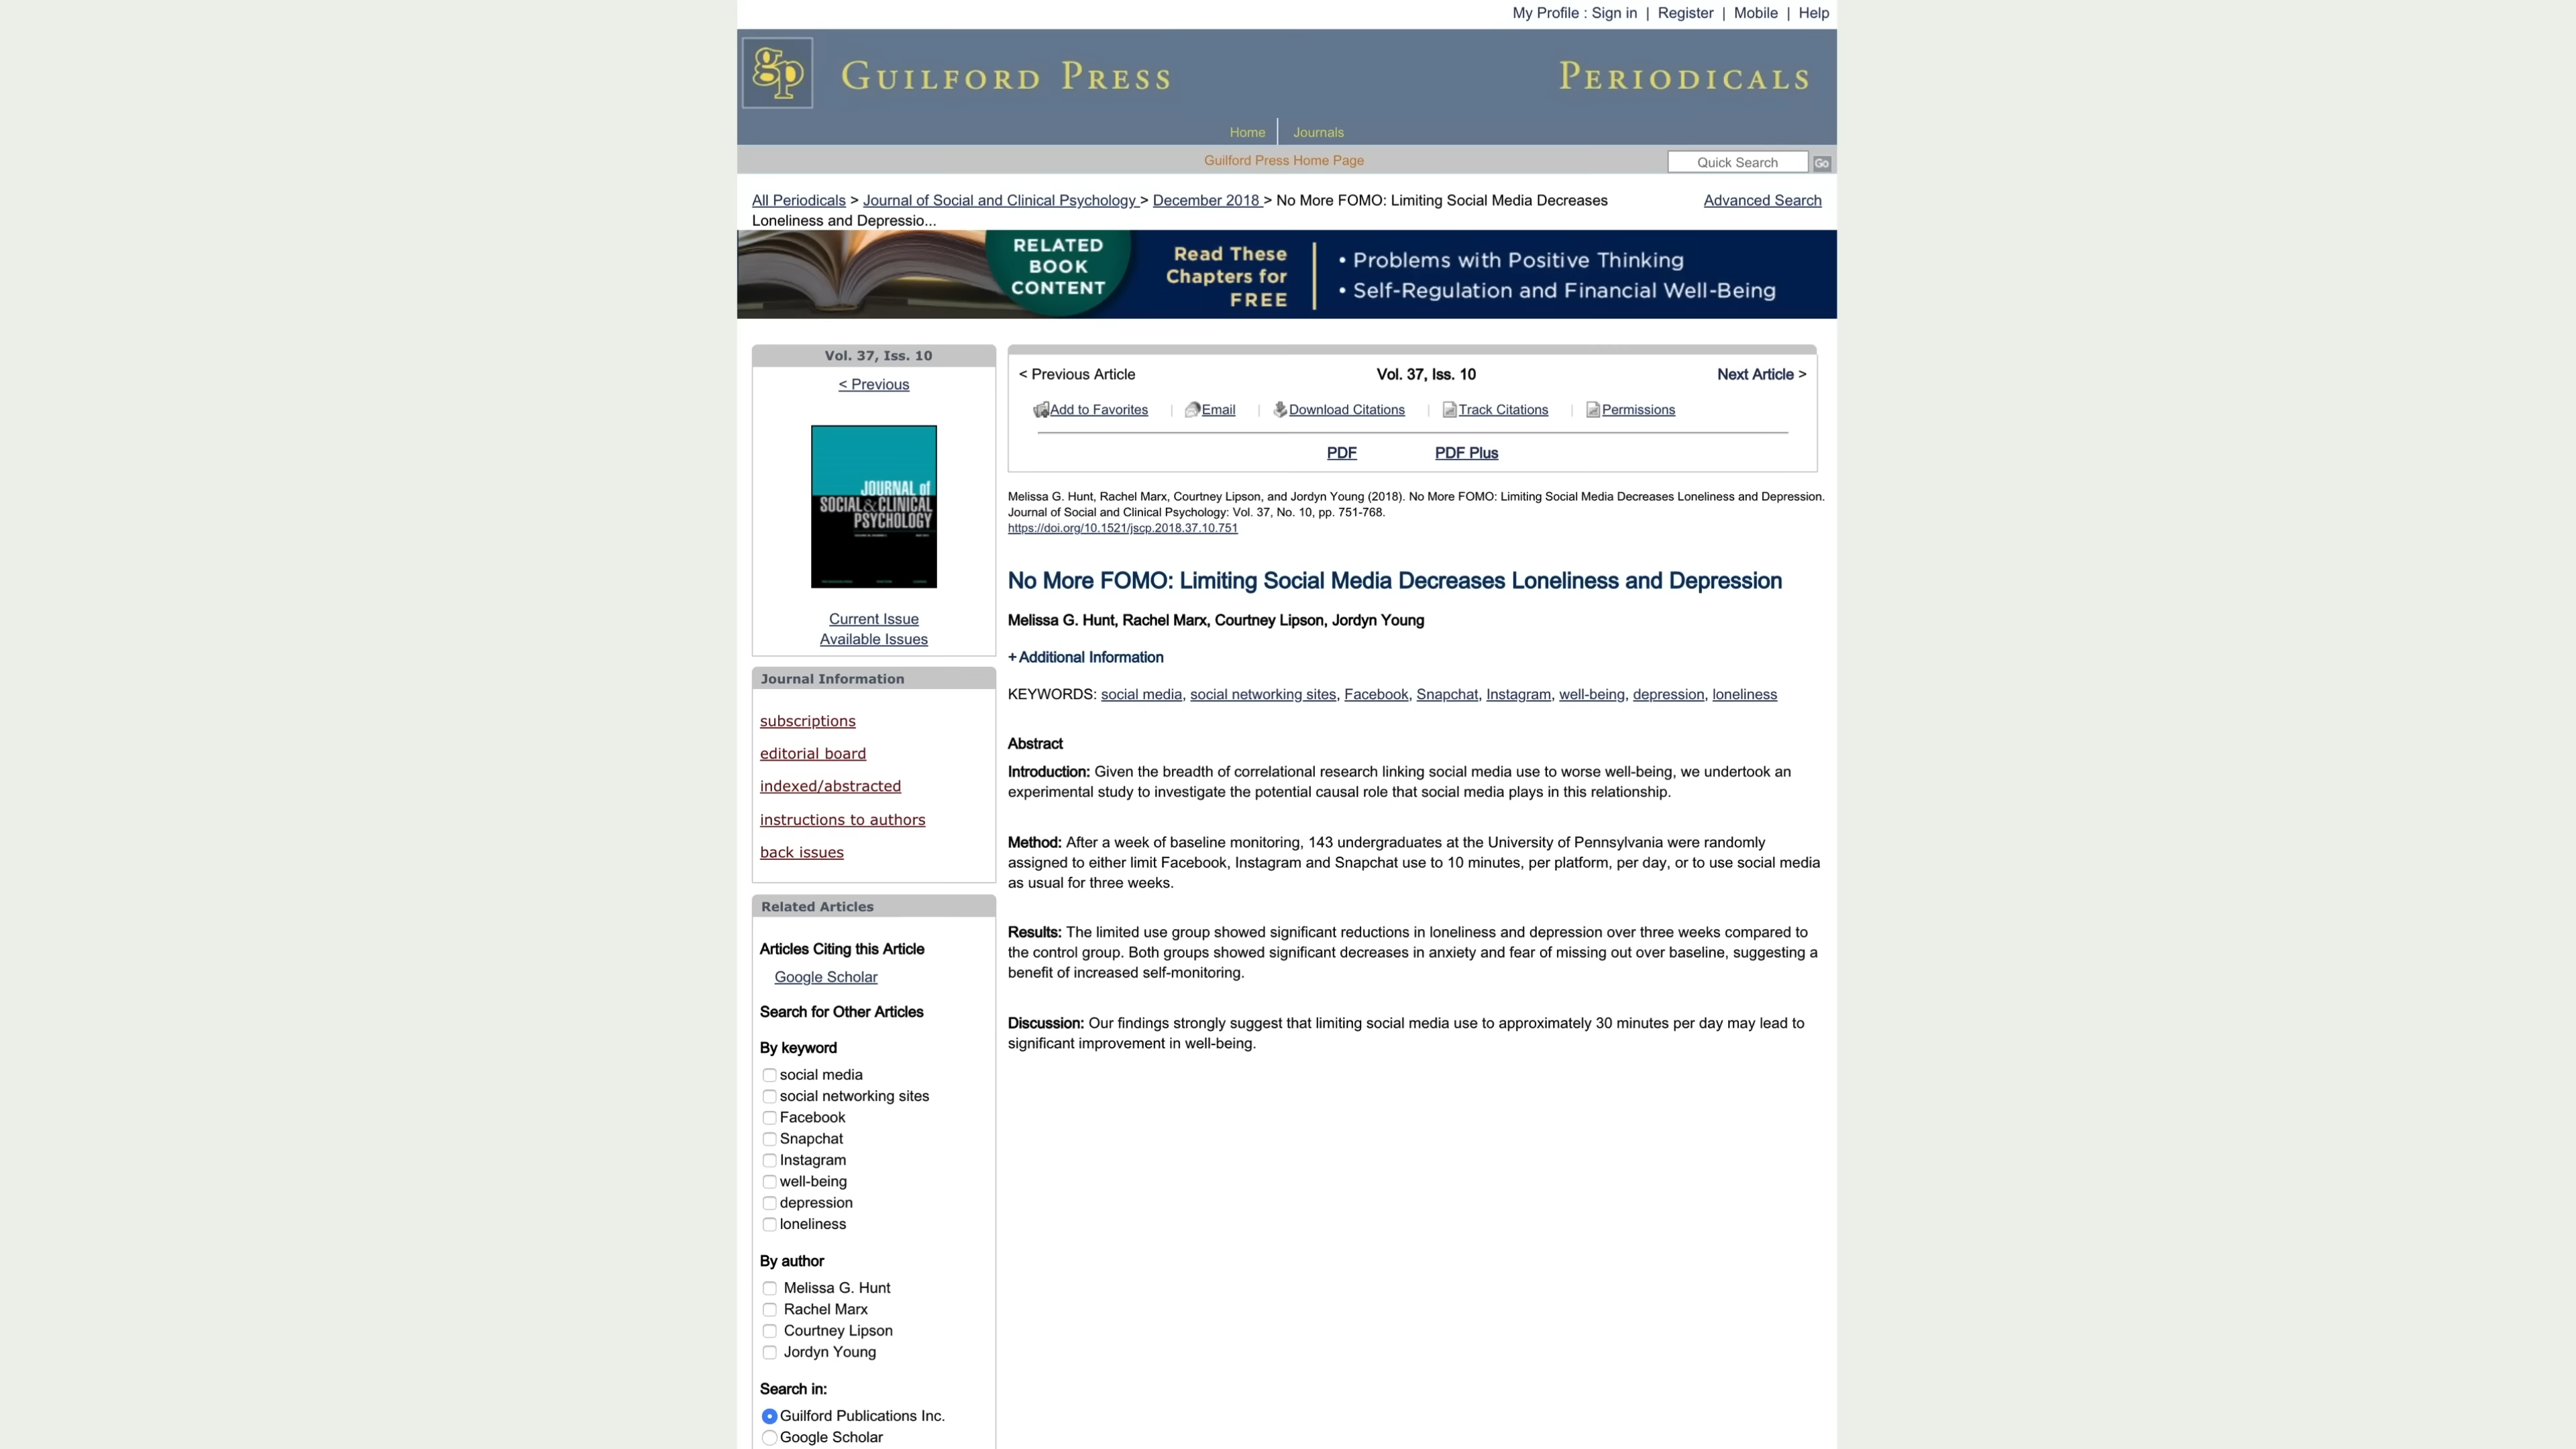 My Profile : Sign in | Register | Mobile | Help
gp GUILFORD PRESS PERIODICALS
Home Journals
Guilford Press Home Page Quick Search Go
All Periodicals > Journal of Social and Clinical Psychology > December 2018 > No More FOMO: Limiting Social Media Decreases
Loneliness and Depressio... Advanced Search
RELATED
BOOK
CONTENT
Read These
Chapters for
FREE
• Problems with Positive Thinking
• Self-Regulation and Financial Well-Being
Vol. 37, Iss. 10
< Previous
JOURNAL of
SOCIAL & CLINICAL
PSYCHOLOGY
Current Issue
Available Issues
Journal Information
subscriptions
editorial board
indexed/abstracted
instructions to authors
back issues
Related Articles
Articles Citing this Article
Google Scholar
Search for Other Articles
By keyword
social media
social networking sites
Facebook
Snapchat
Instagram
well-being
depression
loneliness
By author
Melissa G. Hunt
Rachel Marx
Courtney Lipson
Jordyn Young
Search in:
Guilford Publications Inc.
Google Scholar
< Previous Article Vol. 37, Iss. 10 Next Article >
Add to Favorites | Email | Download Citations | Track Citations | Permissions
PDF PDF Plus
Melissa G. Hunt, Rachel Marx, Courtney Lipson, and Jordyn Young (2018). No More FOMO: Limiting Social Media Decreases Loneliness and Depression.
Journal of Social and Clinical Psychology: Vol. 37, No. 10, pp. 751-768.
https://doi.org/10.1521/jscp.2018.37.10.751
No More FOMO: Limiting Social Media Decreases Loneliness and Depression
Melissa G. Hunt, Rachel Marx, Courtney Lipson, Jordyn Young
+ Additional Information
KEYWORDS: social media, social networking sites, Facebook, Snapchat, Instagram, well-being, depression, loneliness
Abstract
Introduction: Given the breadth of correlational research linking social media use to worse well-being, we undertook an
experimental study to investigate the potential causal role that social media plays in this relationship.
Method: After a week of baseline monitoring, 143 undergraduates at the University of Pennsylvania were randomly
assigned to either limit Facebook, Instagram and Snapchat use to 10 minutes, per platform, per day, or to use social media
as usual for three weeks.
Results: The limited use group showed significant reductions in loneliness and depression over three weeks compared to
the control group. Both groups showed significant decreases in anxiety and fear of missing out over baseline, suggesting a
benefit of increased self-monitoring.
Discussion: Our findings strongly suggest that limiting social media use to approximately 30 minutes per day may lead to
significant improvement in well-being.